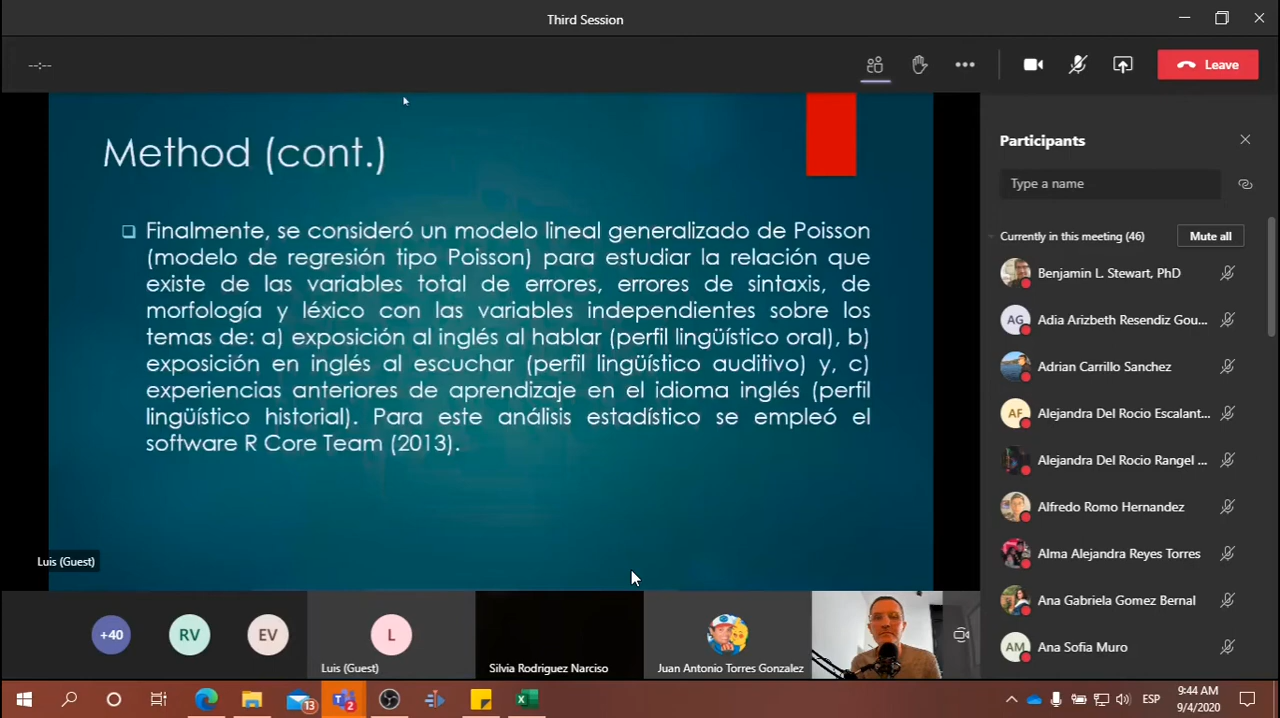 Third Session
--:--
Leave
Method (cont.)
Finalmente, se consideró un modelo lineal generalizado de Poisson
(modelo de regresión tipo Poisson) para estudiar la relación que
existe de las variables total de errores, errores de sintaxis, de
morfología y léxico con las variables independientes sobre los
temas de: a) exposición al inglés al hablar (perfil lingüístico oral), b)
exposición en inglés al escuchar (perfil lingüístico auditivo) y, c)
experiencias anteriores de aprendizaje en el idioma inglés (perfil
lingüístico historial). Para este análisis estadístico se empleó el
software R Core Team (2013).
Luis (Guest)
Participants
Type a name
Currently in this meeting (46)
Mute all
Benjamin L. Stewart, PhD
AG
Adia Arizbeth Resendiz Gou...
Adrian Carrillo Sanchez
AF
Alejandra Del Rocio Escalant...
Alejandra Del Rocio Rangel ...
Alfredo Romo Hernandez
Alma Alejandra Reyes Torres
Ana Gabriela Gomez Bernal
AM
Ana Sofia Muro
+40
RV
EV
L
Luis (Guest)
Silvia Rodriguez Narciso
Juan Antonio Torres Gonzalez
13
2
ESP
9:44 AM
9/4/2020